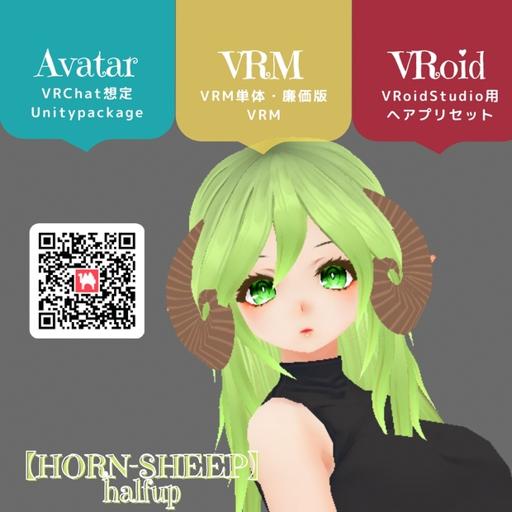 Avatar
VRChat想定
Unitypackage
VRM
VRM単体・廉価版
VRM
VRoid
VRoidStudio用
ヘアプリセット
【HORN-SHEEP】
halfup